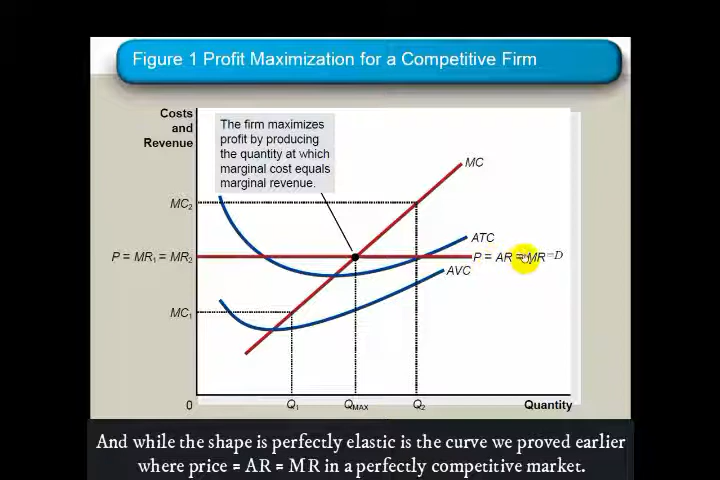 Figure 1 Profit Maximization for a Competitive Firm
Costs
and
Revenue
The firm maximizes
profit by producing
the quantity at which
marginal cost equals
marginal revenue.
MC
MC2
ATC
P = MR1 = MR2
P = AR = MR = D
AVC
MC1
0
Q1
QMAX
Q2
Quantity
And while the shape is perfectly elastic is the curve we proved earlier
where price = AR = MR in a perfectly competitive market.